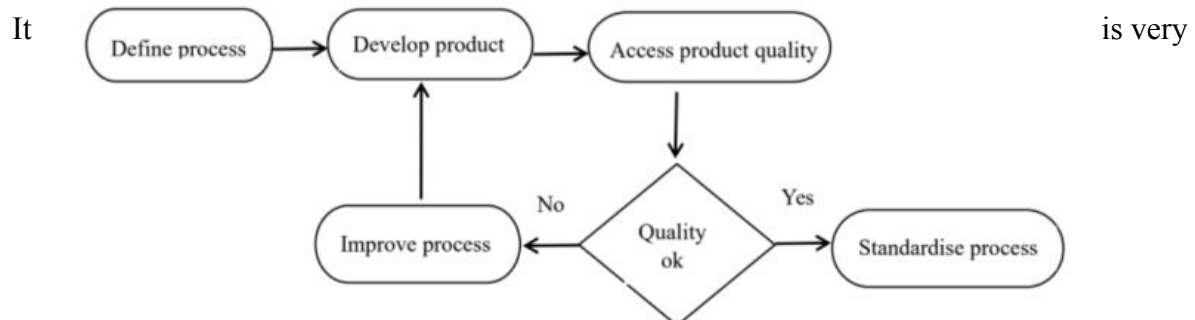 It is very
Define process
Develop product
Access product quality
No
Yes
Improve process
Quality
ok
Standardise process